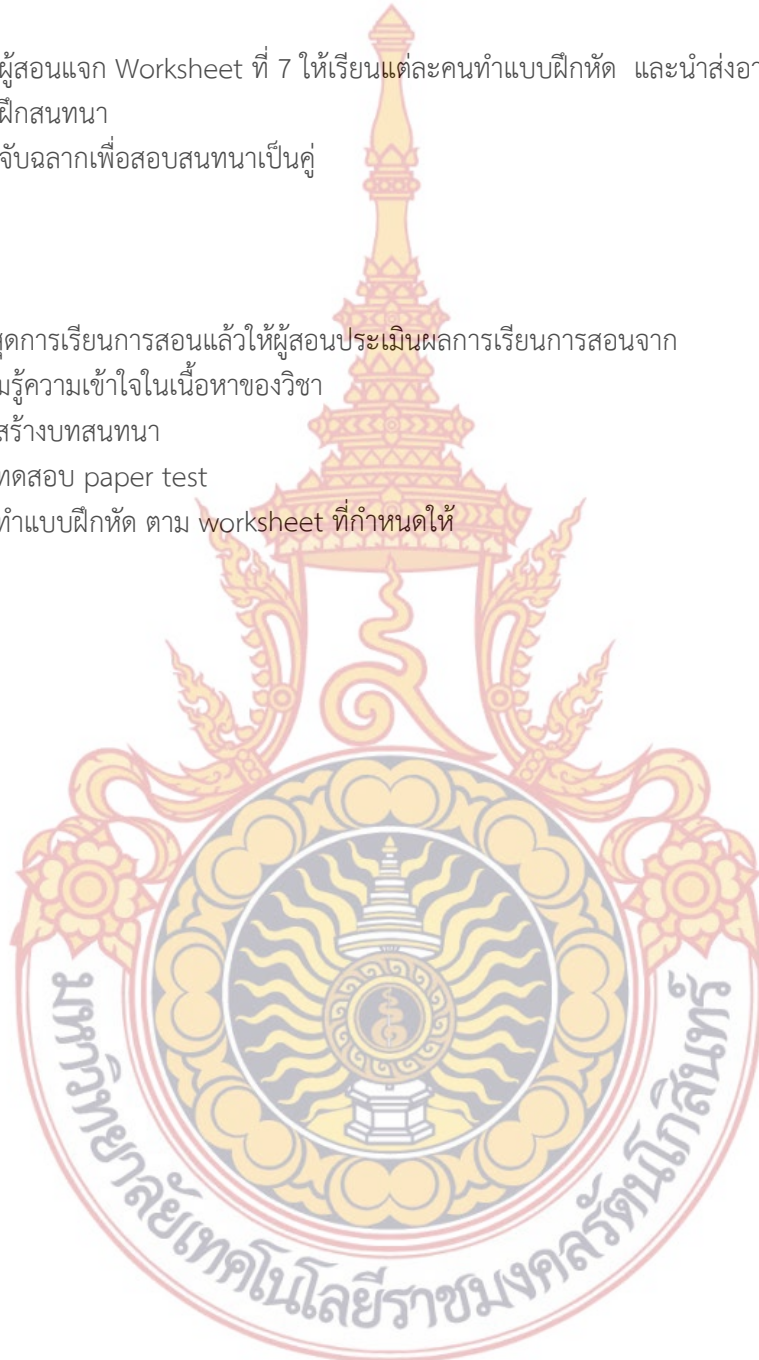 ผู้สอนแจก Worksheet ที่ 7 ให้เรียนแต่ละคนทำแบบฝึกหัด และนำส่งอา
ฝึกสนทนา
จับฉลากเพื่อสอบสนทนาเป็นคู่
สุดการเรียนการสอนแล้วให้ผู้สอนประเมินผลการเรียนการสอนจาก
มรู้ความเข้าใจในเนื้อหาของวิชา
สร้างบทสนทนา
ทดสอบ paper test
ทำแบบฝึกหัด ตาม worksheet ที่กำหนดให้
มหาวิทยาลัยเทคโนโลยีราชมงคลรัตนโกสินทร์